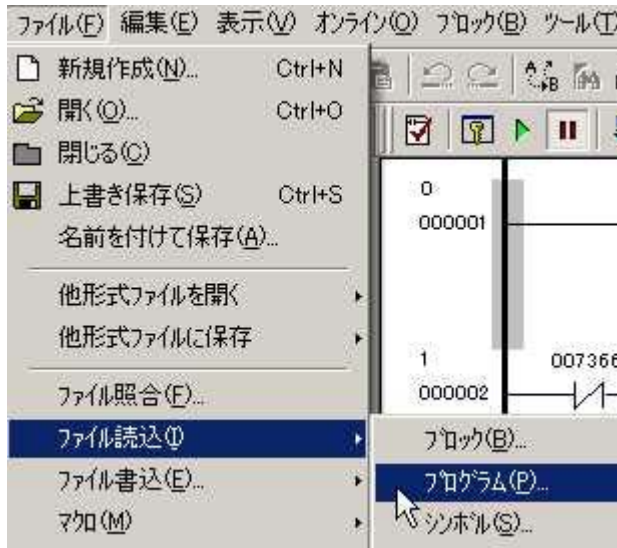 ファイル(F) 編集(E) 表示(V) オンライン(O) ブロック(B) ツール(T)
新規作成(N)... Ctrl+N
開く(O)... Ctrl+O
閉じる(C)
上書き保存(S) Ctrl+S
名前を付けて保存(A)...
他形式ファイルを開く
他形式ファイルに保存
ファイル照合(F)...
ファイル読込(I)
ファイル書込(E)...
マクロ(M)
ブロック(B)...
プログラム(P)...
シンボル(S)...
0
000001
1
007366
000002